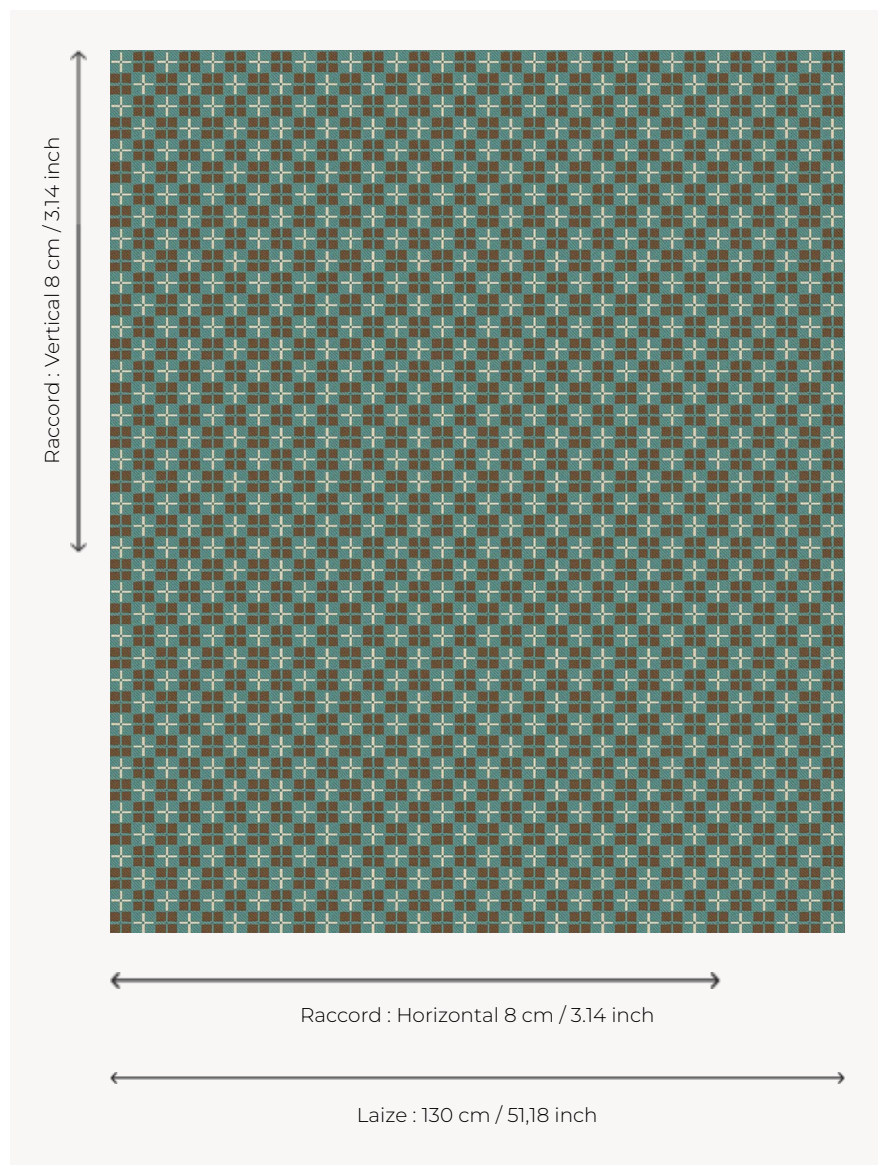 Raccord : Vertical 8 cm / 3.14 inch
Raccord : Horizontal 8 cm / 3.14 inch
Laize : 130 cm / 51,18 inch